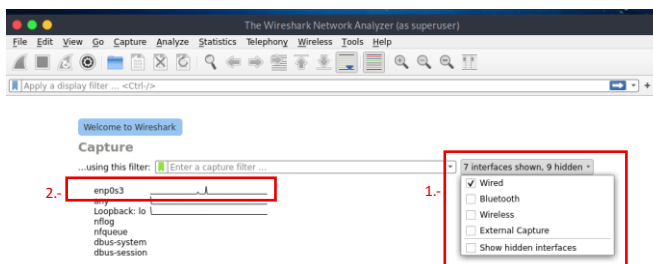 The Wireshark Network Analyzer (as superuser)
File Edit View Go Capture Analyze Statistics Telephony Wireless Tools Help
Apply a display filter ... <Ctrl-/>
+
Welcome to Wireshark
Capture
...using this filter: Enter a capture filter ...
7 interfaces shown, 9 hidden
1.-
Wired
Bluetooth
Wireless
External Capture
Show hidden interfaces
2.-
enp0s3
any
Loopback: lo
nflog
nfqueue
dbus-system
dbus-session